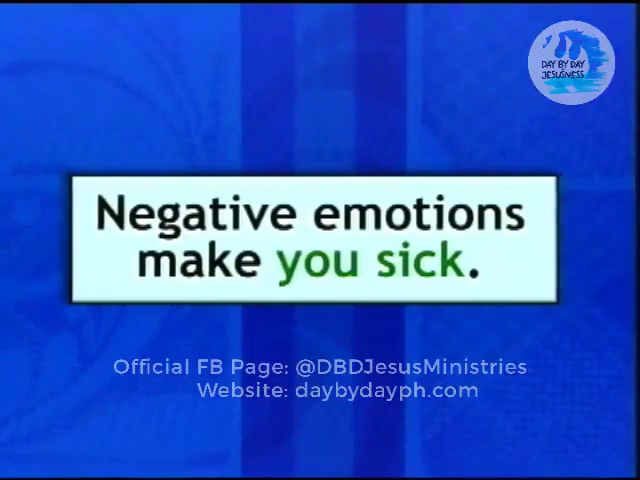 DAY BY DAY
JESUSNESS
Negative emotions
make you sick.
Official FB Page: @DBDJesusMinistries
Website: daybydayph.com